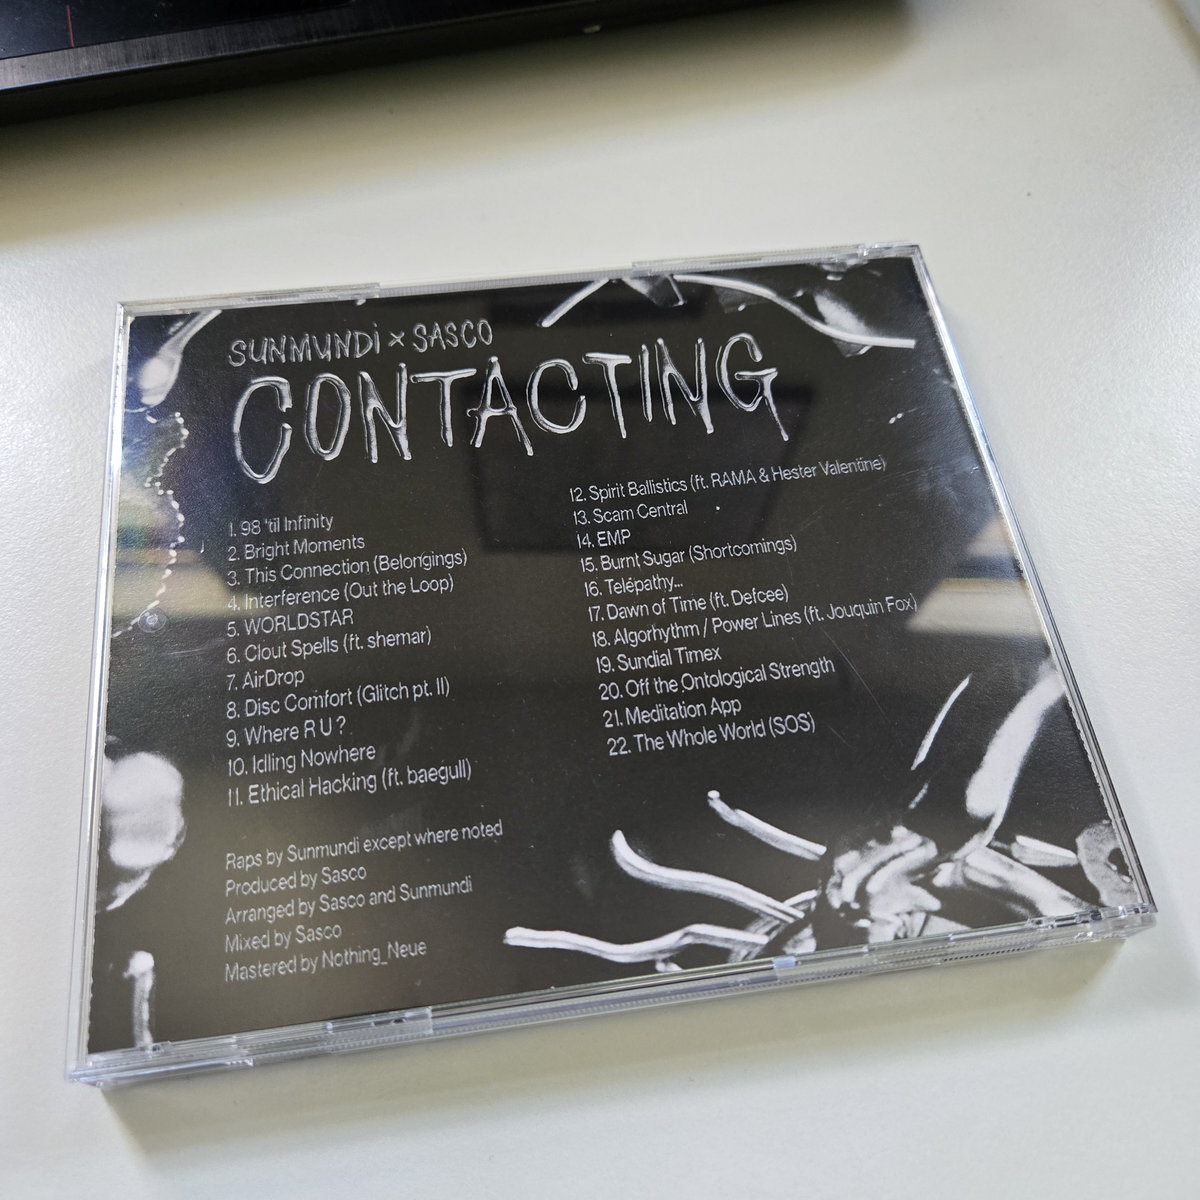 SUNMUNDi × SASCO
CONTACTING
1. 98 'til Infinity
2. Bright Moments
3. This Connection (Belongings)
4. Interference (Out the Loop)
5. WORLDSTAR
6. Clout Spells (ft. shemar)
7. AirDrop
8. Disc Comfort (Glitch pt. II)
9. Where R U ?
10. Idling Nowhere
11. Ethical Hacking (ft. baegull)
12. Spirit Ballistics (ft. RAMA & Hester Valentine)
13. Scam Central
14. EMP
15. Burnt Sugar (Shortcomings)
16. Telepathy...
17. Dawn of Time (ft. Defcee)
18. Algorhythm / Power Lines (ft. Jouquin Fox)
19. Sundial Timex
20. Off the Ontological Strength
21. Meditation App
22. The Whole World (SOS)
Raps by Sunmundi except where noted
Produced by Sasco
Arranged by Sasco and Sunmundi
Mixed by Sasco
Mastered by Nothing_Neue